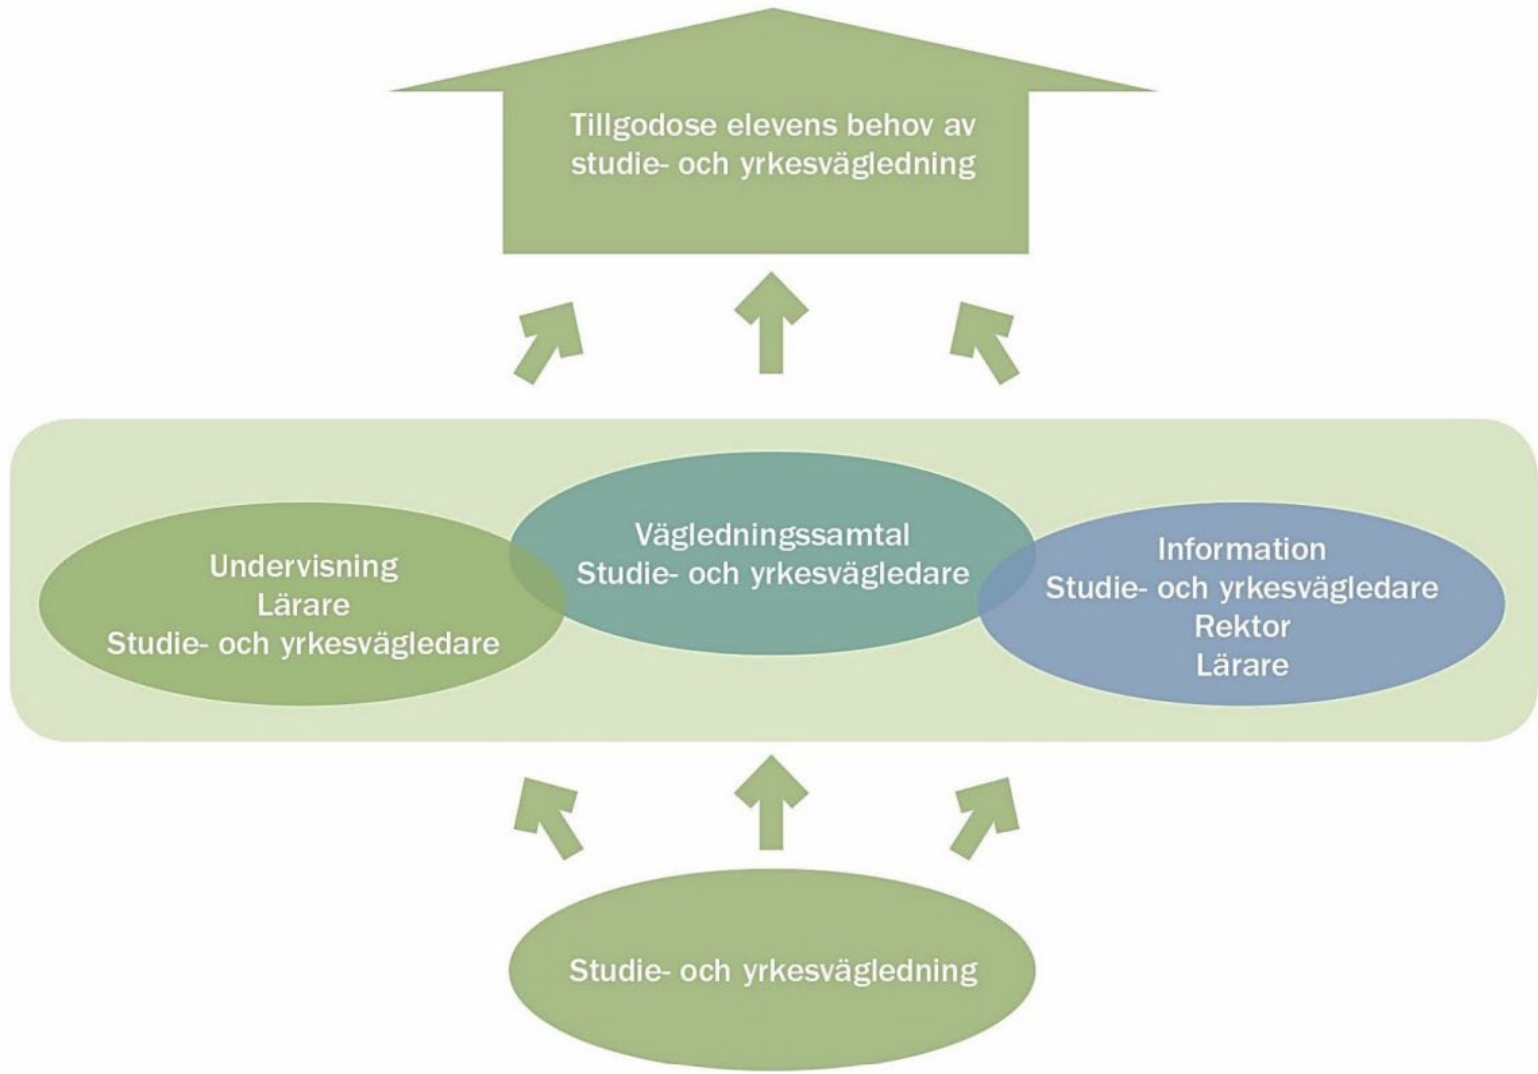 Tillgodose elevens behov av
studie- och yrkesvägledning
Vägledningssamtal
Studie- och yrkesvägledare
Undervisning
Lärare
Studie- och yrkesvägledare
Information
Studie- och yrkesvägledare
Rektor
Lärare
Studie- och yrkesvägledning